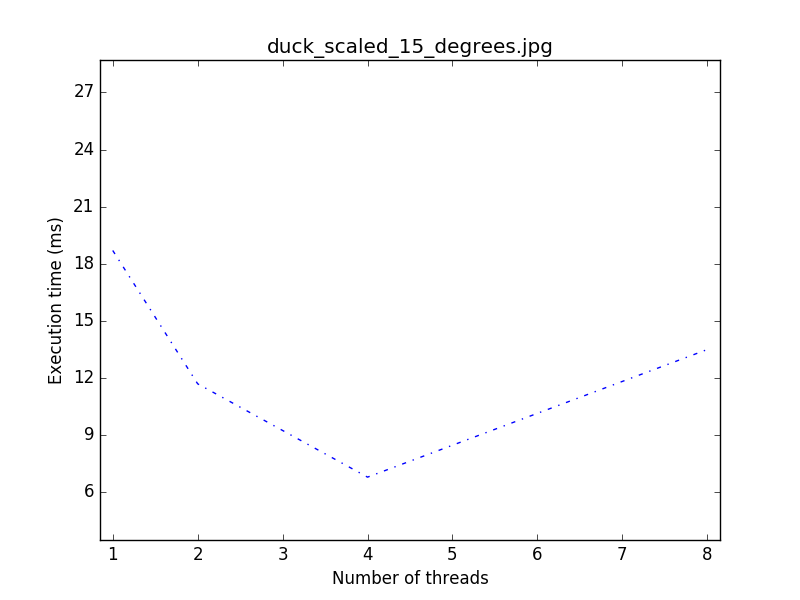 duck_scaled_15_degrees.jpg
27
24
21
18
15
12
9
6
Execution time (ms)
1 2 3 4 5 6 7 8
Number of threads